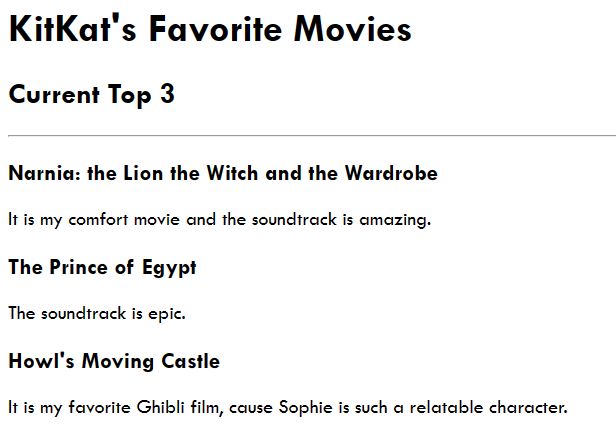 KitKat's Favorite Movies
Current Top 3
Narnia: the Lion the Witch and the Wardrobe
It is my comfort movie and the soundtrack is amazing.
The Prince of Egypt
The soundtrack is epic.
Howl's Moving Castle
It is my favorite Ghibli film, cause Sophie is such a relatable character.